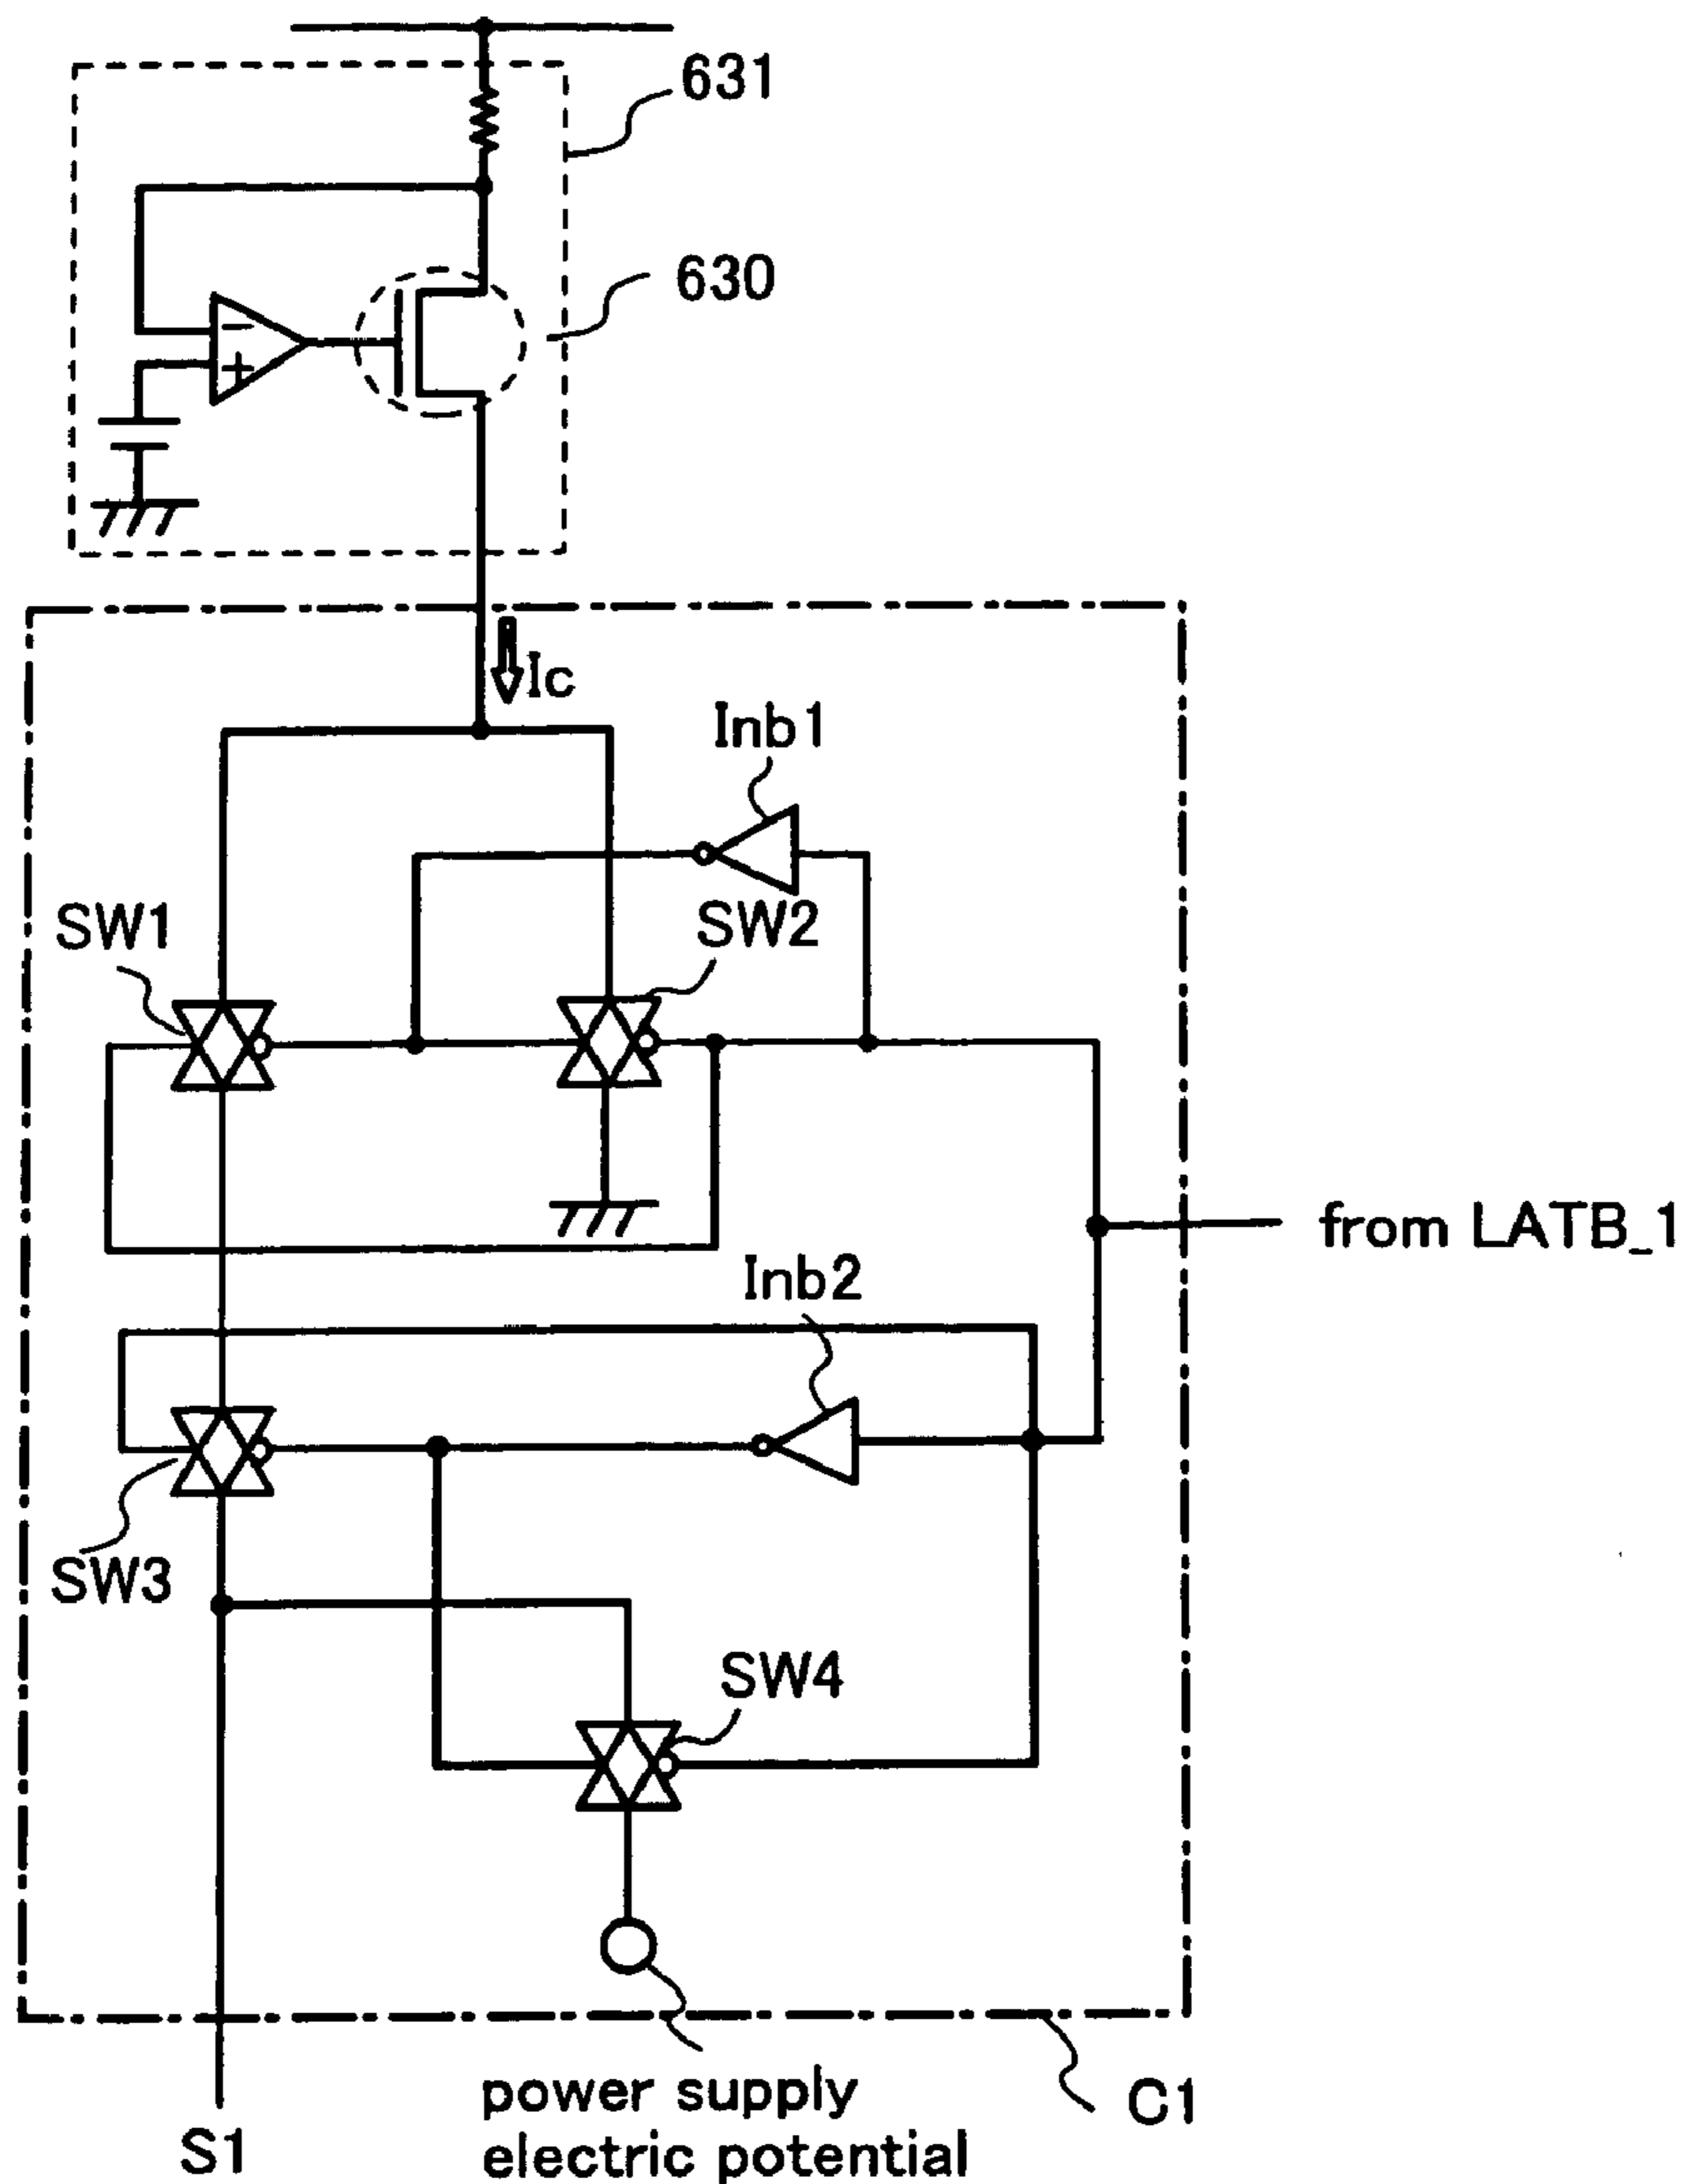 631
630
−
+
Ic
Inb1
SW1
SW2
from LATB_1
Inb2
SW3
SW4
power supply
electric potential
C1
S1